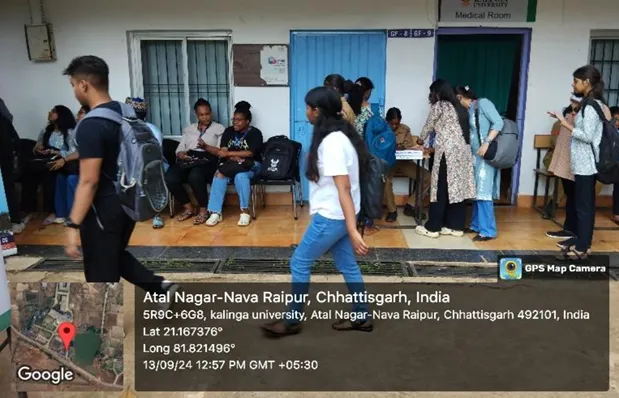 UNIVERSITY
Medical Room
GF - 8
GF - 9
GPS Map Camera
Atal Nagar-Nava Raipur, Chhattisgarh, India
5R9C+6G8, kalinga university, Atal Nagar-Nava Raipur, Chhattisgarh 492101, India
Lat 21.167376°
Long 81.821496°
13/09/24 12:57 PM GMT +05:30
Google